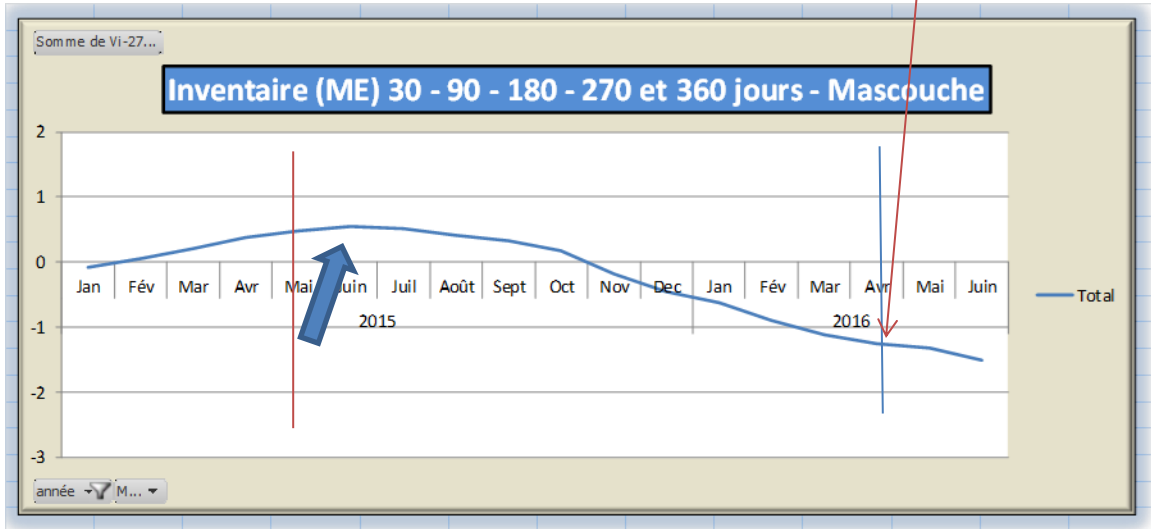 Somme de Vi-27...
Inventaire (ME) 30 - 90 - 180 - 270 et 360 jours - Mascouche
2
1
0
-1
-2
-3
Jan Fév Mar Avr Mai Juin Juil Août Sept Oct Nov Dec Jan Fév Mar Avr Mai Juin
2015 2016
Total
année M...